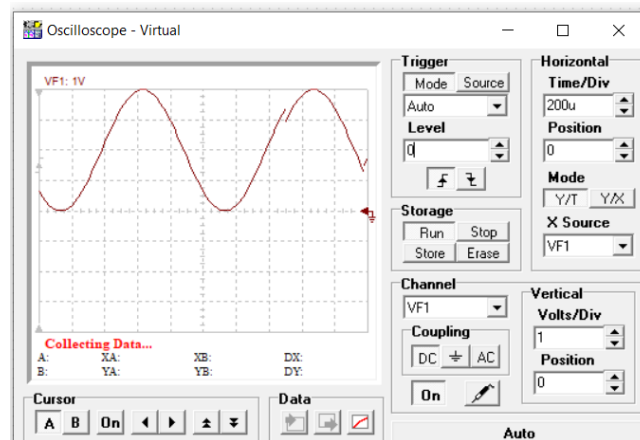 Oscilloscope - Virtual
VF1: 1V
Collecting Data...
A: XA: XB: DX:
B: YA: YB: DY:
Cursor
A B On
Data
Trigger
Mode Source
Auto
Level
0
Storage
Run Stop
Store Erase
Channel
VF1
Coupling
DC AC
On
Horizontal
Time/Div
200u
Position
0
Mode
Y/T Y/X
X Source
VF1
Vertical
Volts/Div
1
Position
0
Auto